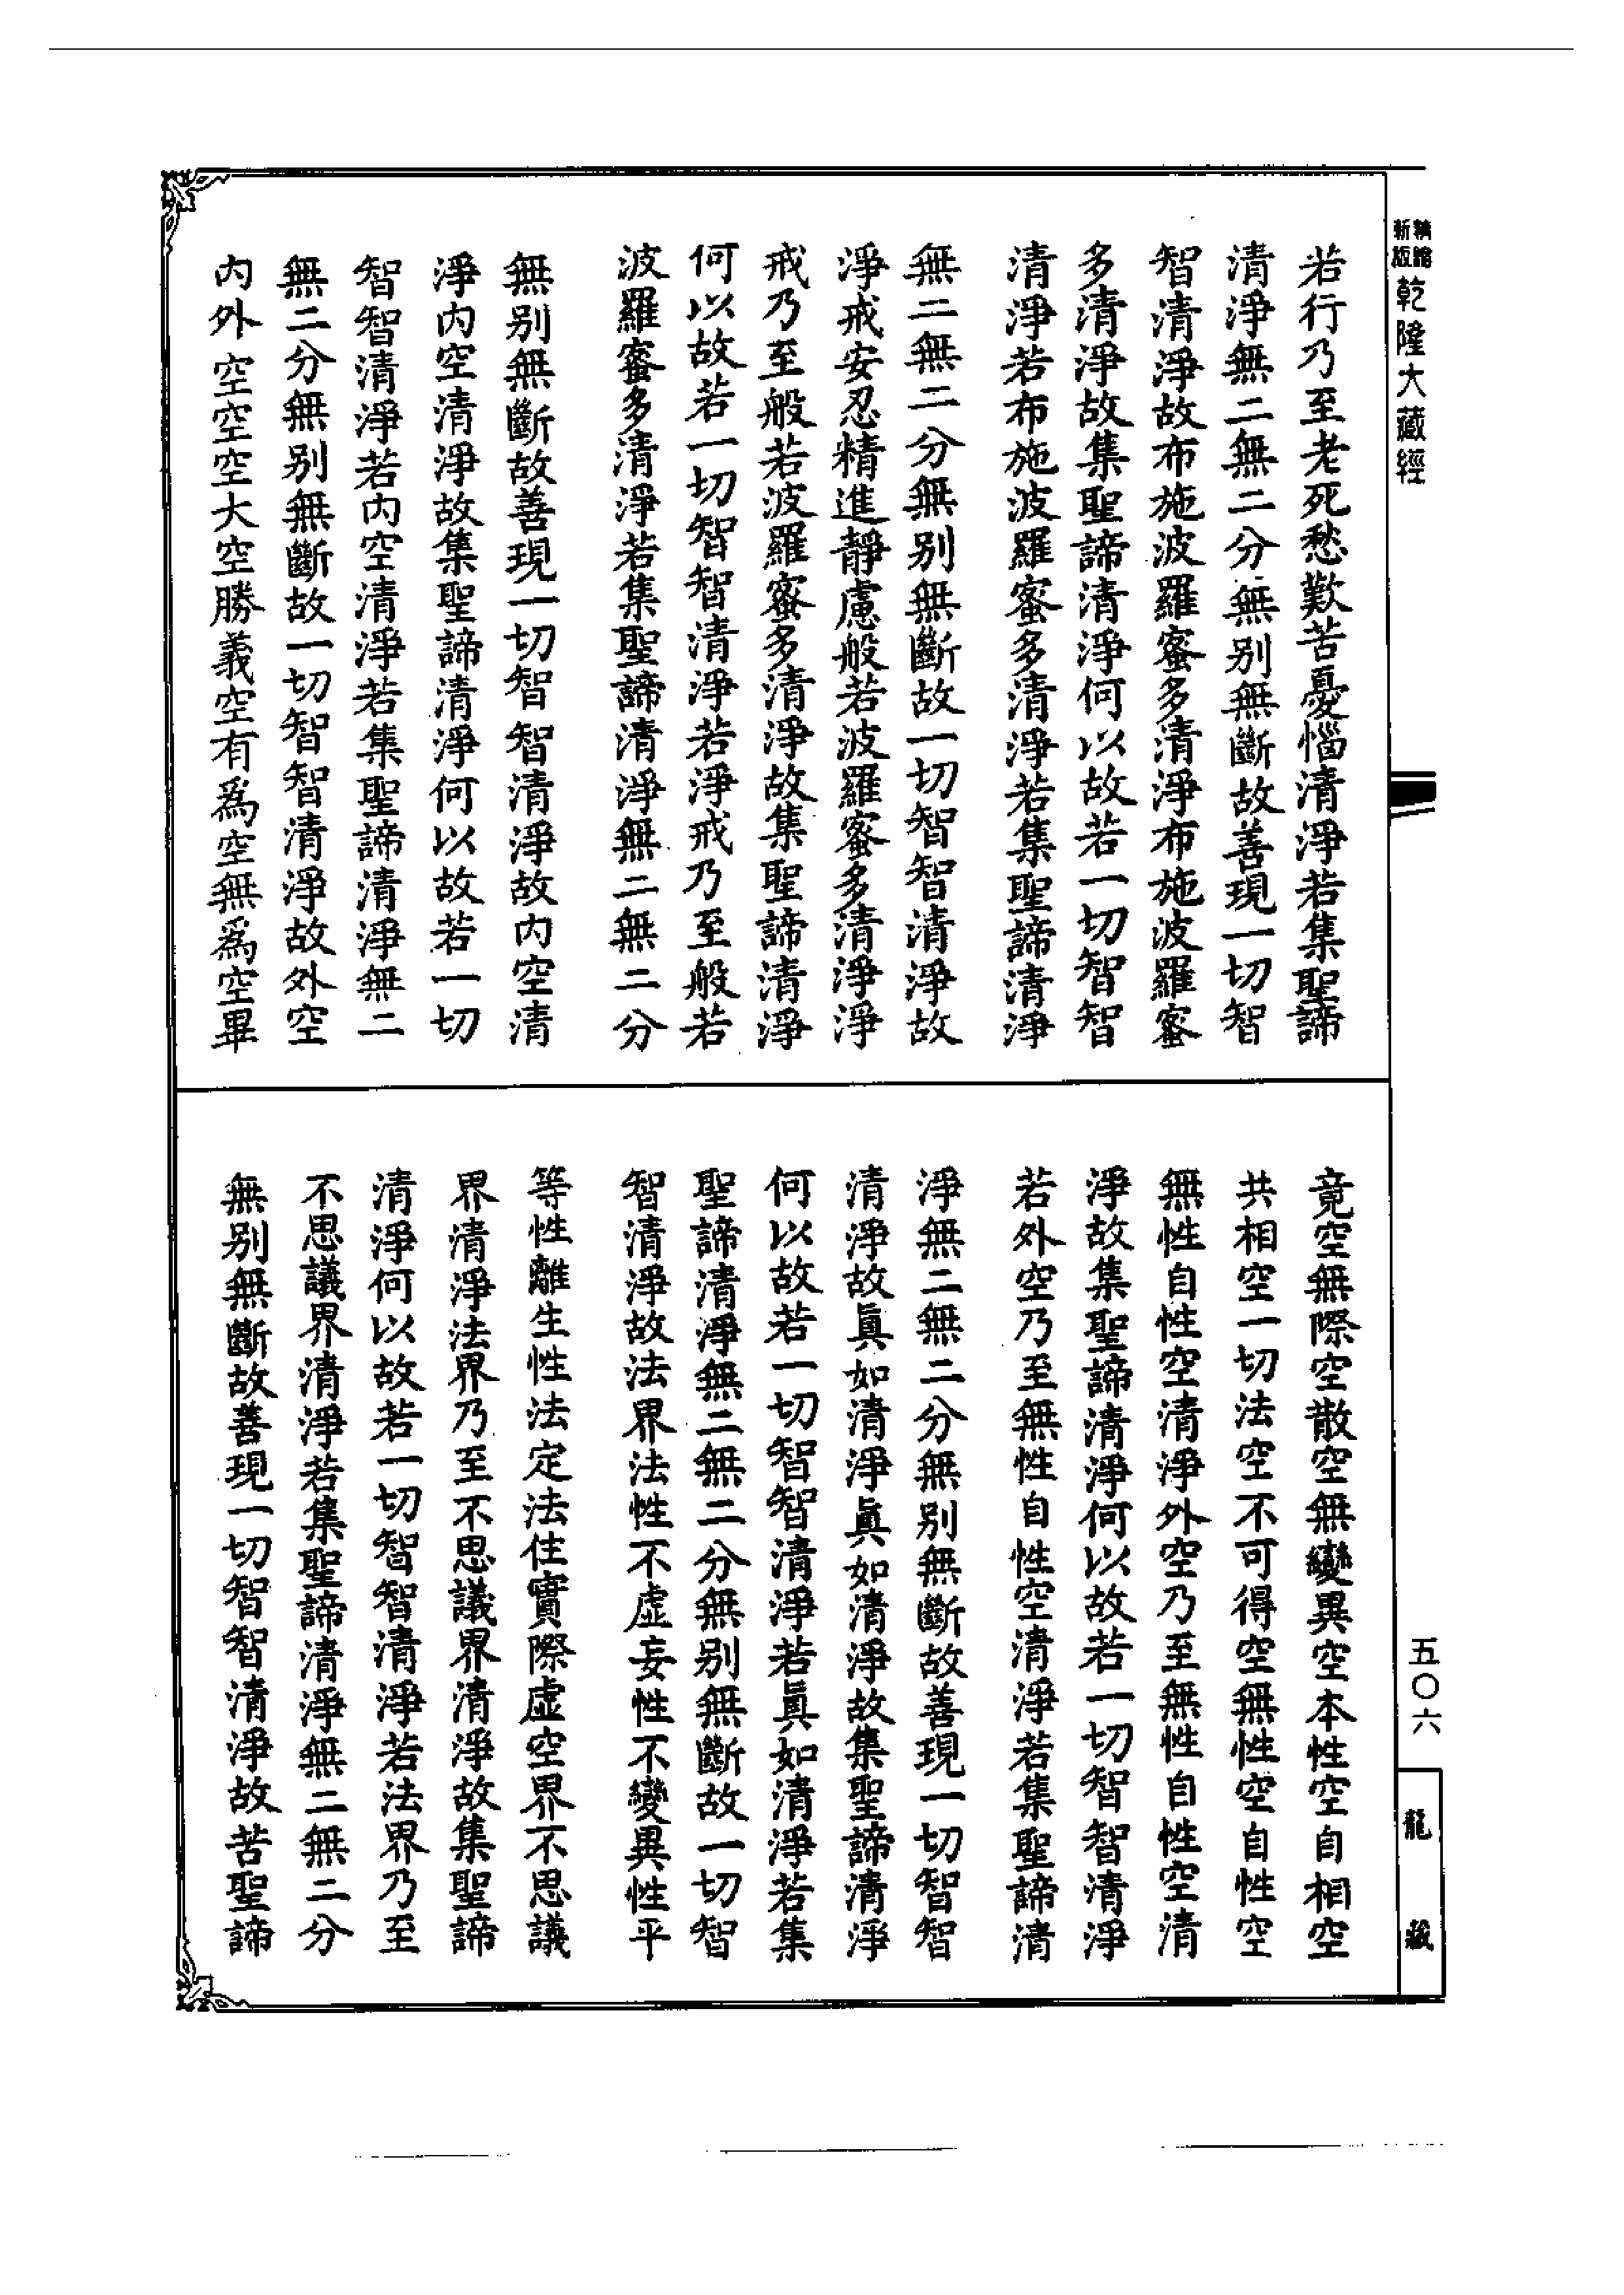 新版
精縮
乾隆大藏經
若行乃至老死愁歎苦憂惱清淨若集聖諦
清淨無二無二分無別無斷故善現一切智
智清淨故布施波羅蜜多清淨布施波羅蜜
多清淨故集聖諦清淨何以故若一切智智
清淨若布施波羅蜜多清淨若集聖諦清淨
無二無二分無別無斷故一切智智清淨故
淨戒安忍精進靜慮般若波羅蜜多清淨淨
戒乃至般若波羅蜜多清淨故集聖諦清淨
何以故若一切智智清淨若淨戒乃至般若
波羅蜜多清淨若集聖諦清淨無二無二分
無別無斷故善現一切智智清淨故內空清
淨內空清淨故集聖諦清淨何以故若一切
智智清淨若內空清淨若集聖諦清淨無二
無二分無別無斷故一切智智清淨故外空
內外空空空大空勝義空有為空無為空畢
竟空無際空散空無變異空本性空自相空
共相空一切法空不可得空無性空自性空
無性自性空清淨外空乃至無性自性空清
淨故集聖諦清淨何以故若一切智智清淨
若外空乃至無性自性空清淨若集聖諦清
淨無二無二分無別無斷故善現一切智智
清淨故眞如清淨眞如清淨故集聖諦清淨
何以故若一切智智清淨若眞如清淨若集
聖諦清淨無二無二分無別無斷故一切智
智清淨故法界法性不虛妄性不變異性平
等性離生性法定法住實際虛空界不思議
界清淨法界乃至不思議界清淨故集聖諦
清淨何以故若一切智智清淨若法界乃至
不思議界清淨若集聖諦清淨無二無二分
無別無斷故善現一切智智清淨故苦聖諦
五〇六
龍藏